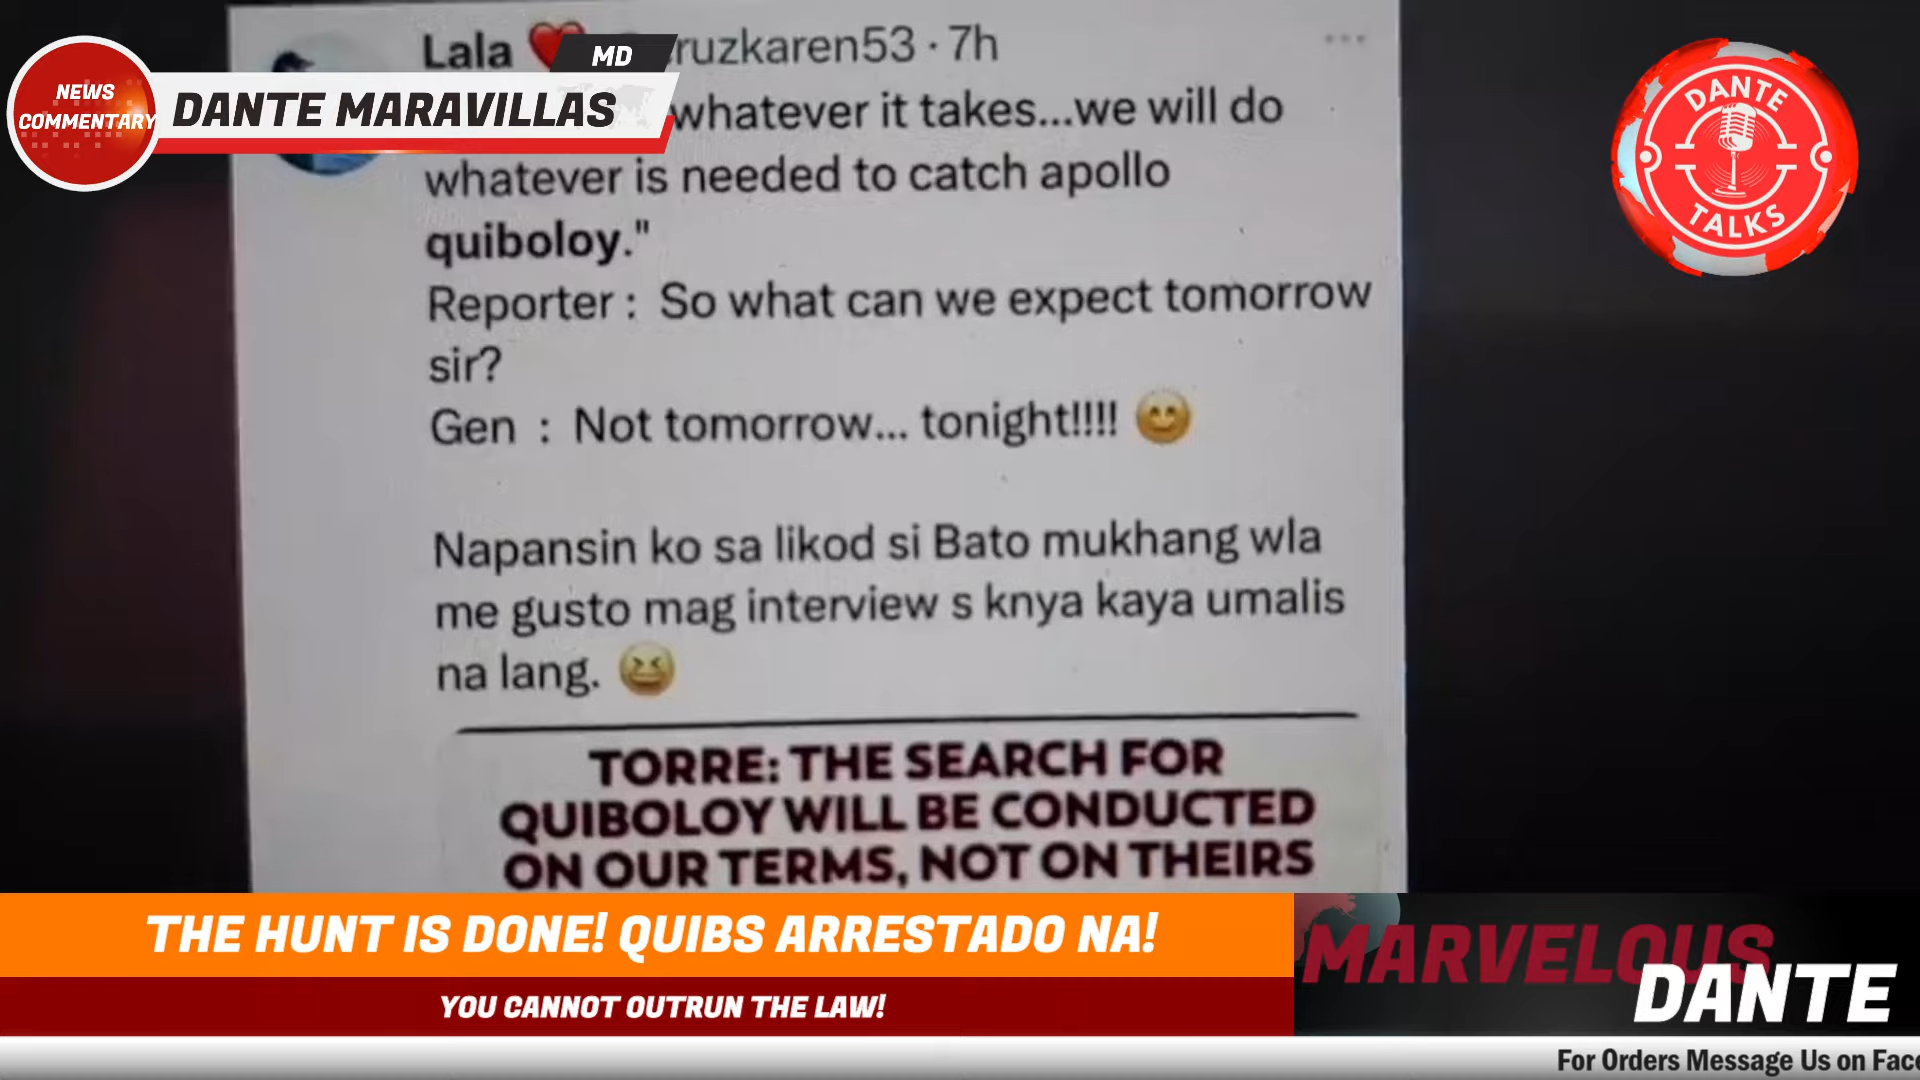 NEWS
COMMENTARY
MD
DANTE MARAVILLAS
DANTE
TALKS
Lala ruzkaren53 · 7h
whatever it takes...we will do
whatever is needed to catch apollo
quiboloy."
Reporter : So what can we expect tomorrow
sir?
Gen : Not tomorrow... tonight!!!! 😊
Napansin ko sa likod si Bato mukhang wla
me gusto mag interview s knya kaya umalis
na lang. 😆
TORRE: THE SEARCH FOR
QUIBOLOY WILL BE CONDUCTED
ON OUR TERMS, NOT ON THEIRS
THE HUNT IS DONE! QUIBS ARRESTADO NA!
YOU CANNOT OUTRUN THE LAW!
MARVELOUS
DANTE
For Orders Message Us on Face